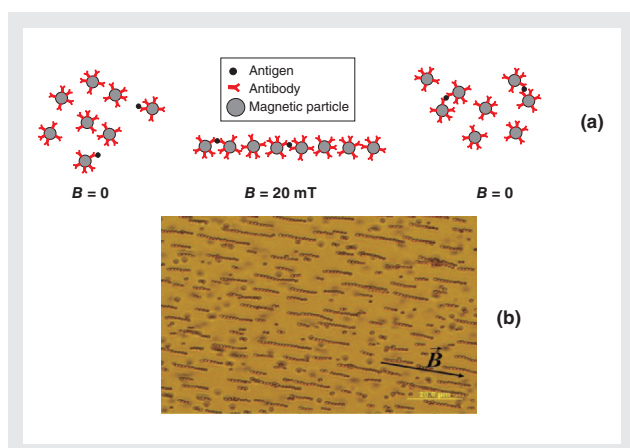 Antigen
Antibody
Magnetic particle
(a)
B = 0
B = 20 mT
B = 0
(b)
B